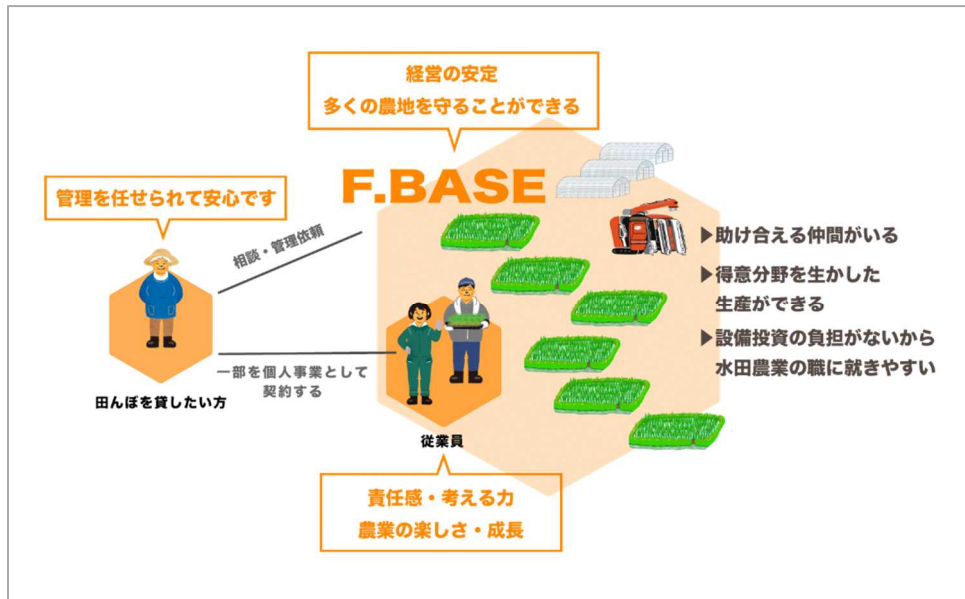 経営の安定
多くの農地を守ることができる
F.BASE
管理を任せられて安心です
相談・管理依頼
▶助け合える仲間がいる
▶得意分野を生かした
生産ができる
▶設備投資の負担がないから
水田農業の職に就きやすい
一部を個人事業として
契約する
田んぼを貸したい方
従業員
責任感・考える力
農業の楽しさ・成長